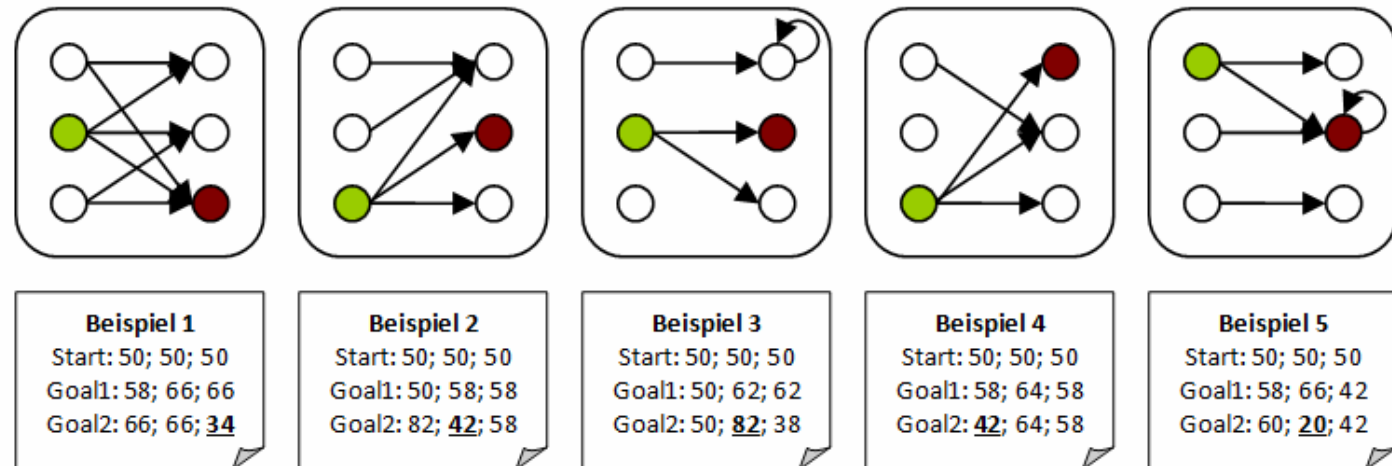 Beispiel 1
Start: 50; 50; 50
Goal1: 58; 66; 66
Goal2: 66; 66; 34
Beispiel 2
Start: 50; 50; 50
Goal1: 50; 58; 58
Goal2: 82; 42; 58
Beispiel 3
Start: 50; 50; 50
Goal1: 50; 62; 62
Goal2: 50; 82; 38
Beispiel 4
Start: 50; 50; 50
Goal1: 58; 64; 58
Goal2: 42; 64; 58
Beispiel 5
Start: 50; 50; 50
Goal1: 58; 66; 42
Goal2: 60; 20; 42